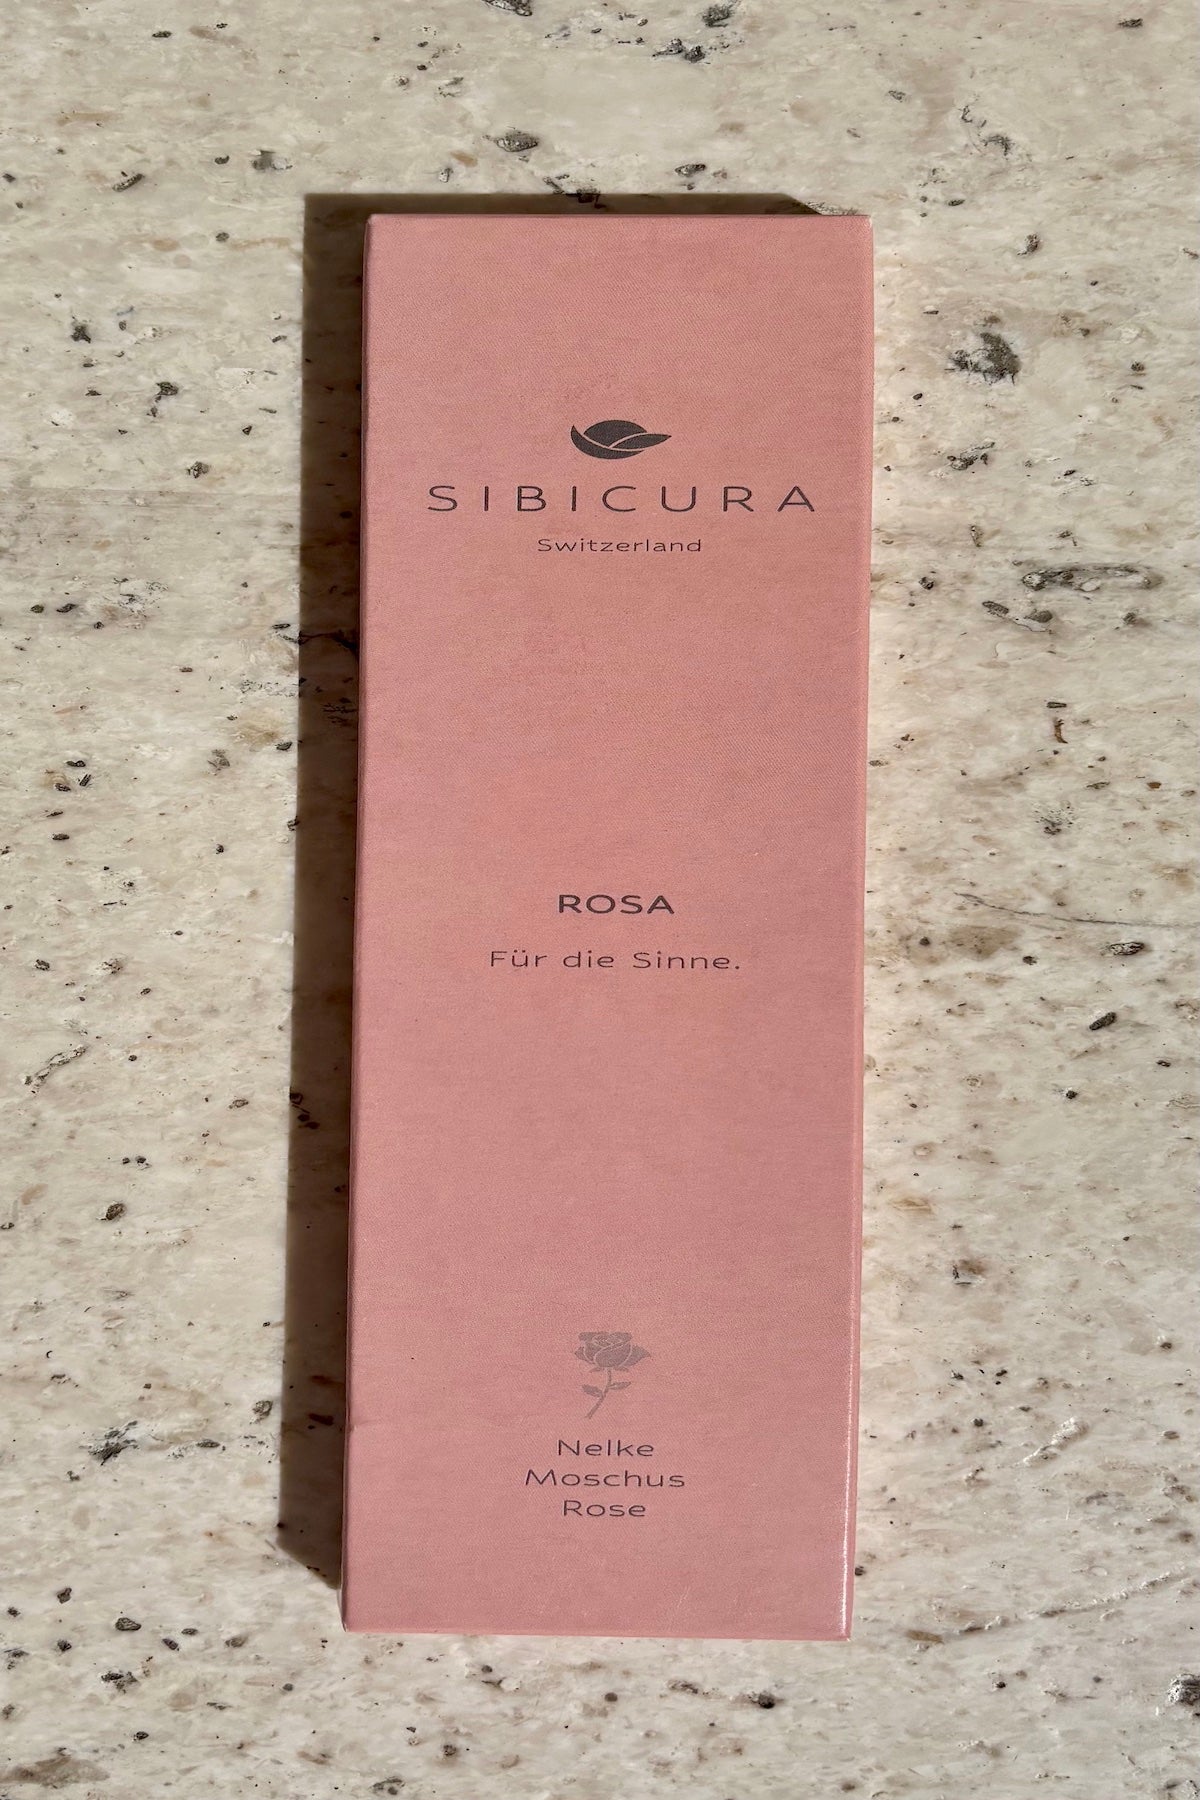 SIBICURA
Switzerland
ROSA
Für die Sinne.
Nelke
Moschus
Rose